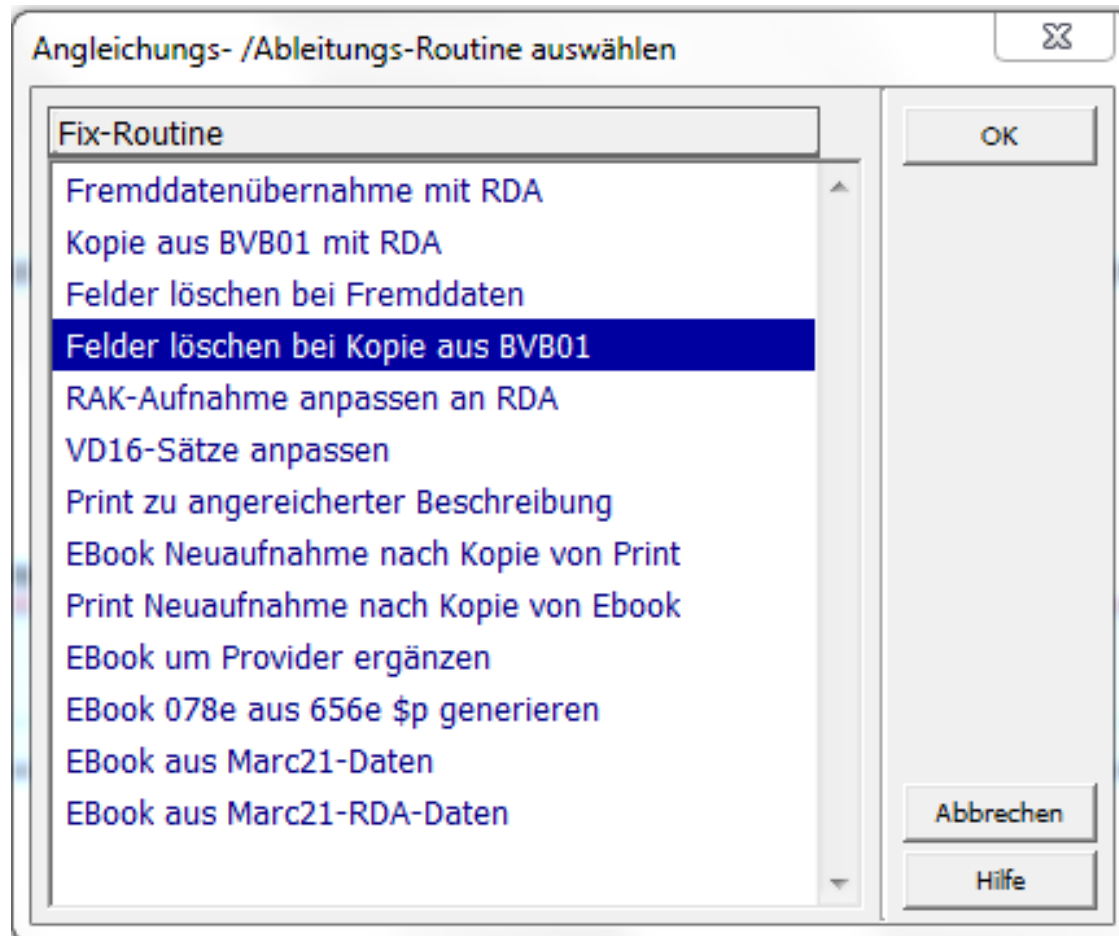 Angleichungs- /Ableitungs-Routine auswählen
Fix-Routine
OK
Fremddatenübernahme mit RDA
Kopie aus BVB01 mit RDA
Felder löschen bei Fremddaten
Felder löschen bei Kopie aus BVB01
RAK-Aufnahme anpassen an RDA
VD16-Sätze anpassen
Print zu angereicherter Beschreibung
EBook Neuaufnahme nach Kopie von Print
Print Neuaufnahme nach Kopie von Ebook
EBook um Provider ergänzen
EBook 078e aus 656e $p generieren
EBook aus Marc21-Daten
EBook aus Marc21-RDA-Daten
Abbrechen
Hilfe